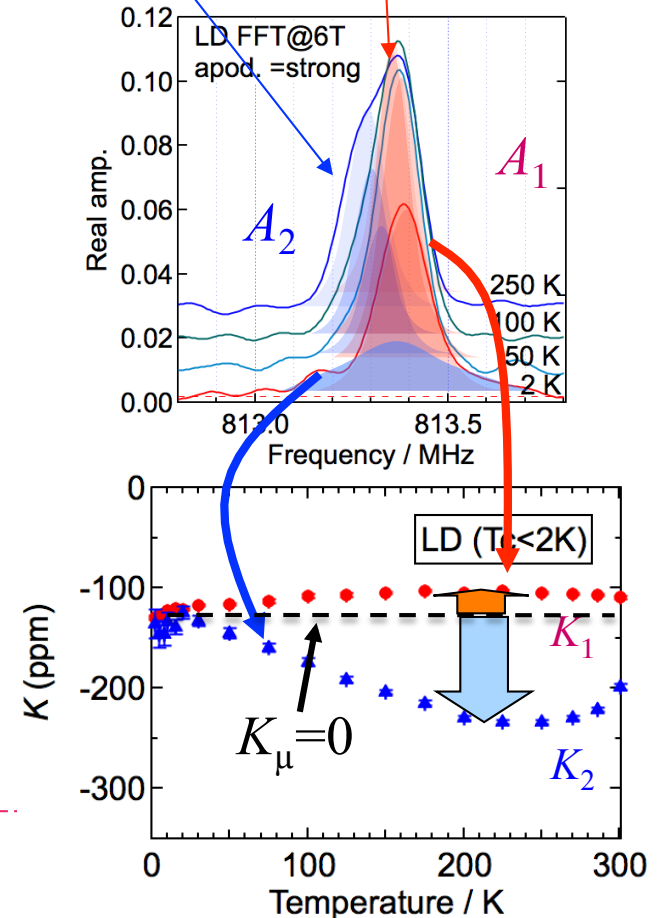 0.12
LD FFT@6T
apod. =strong
0.10
0.08
A1
0.06
A2
Real amp.
0.04
250 K
100 K
0.02
50 K
2 K
0.00
813.0
813.5
Frequency / MHz
0
LD (Tc<2K)
-100
K1
K (ppm)
-200
Kμ=0
K2
-300
0
100
200
300
Temperature / K